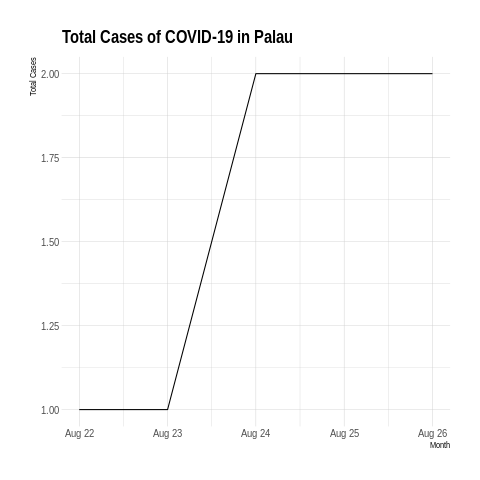 Total Cases of COVID-19 in Palau
Total Cases
2.00
1.75
1.50
1.25
1.00
Aug 22 Aug 23 Aug 24 Aug 25 Aug 26
Month